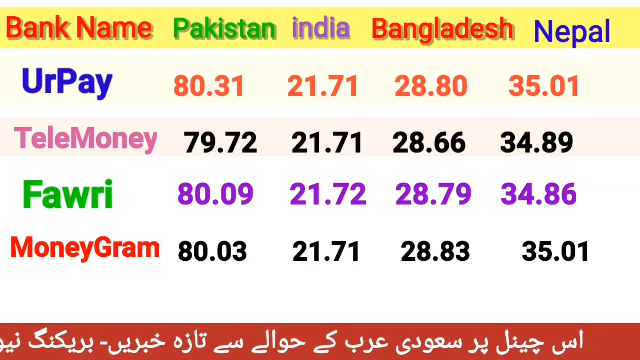 Bank Name Pakistan india Bangladesh Nepal
UrPay 80.31 21.71 28.80 35.01
TeleMoney 79.72 21.71 28.66 34.89
Fawri 80.09 21.72 28.79 34.86
MoneyGram 80.03 21.71 28.83 35.01
اس چینل پر سعودی عرب کے حوالے سے تازہ خبریں- بریکنگ